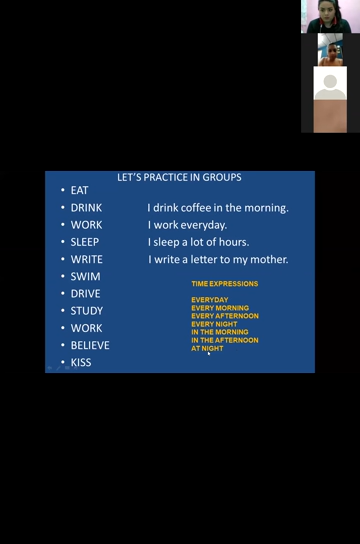 LET'S PRACTICE IN GROUPS
• EAT
• DRINK I drink coffee in the morning.
• WORK I work everyday.
• SLEEP I sleep a lot of hours.
• WRITE I write a letter to my mother.
• SWIM
• DRIVE
• STUDY
• WORK
• BELIEVE
• KISS
TIME EXPRESSIONS
EVERYDAY
EVERY MORNING
EVERY AFTERNOON
EVERY NIGHT
IN THE MORNING
IN THE AFTERNOON
AT NIGHT